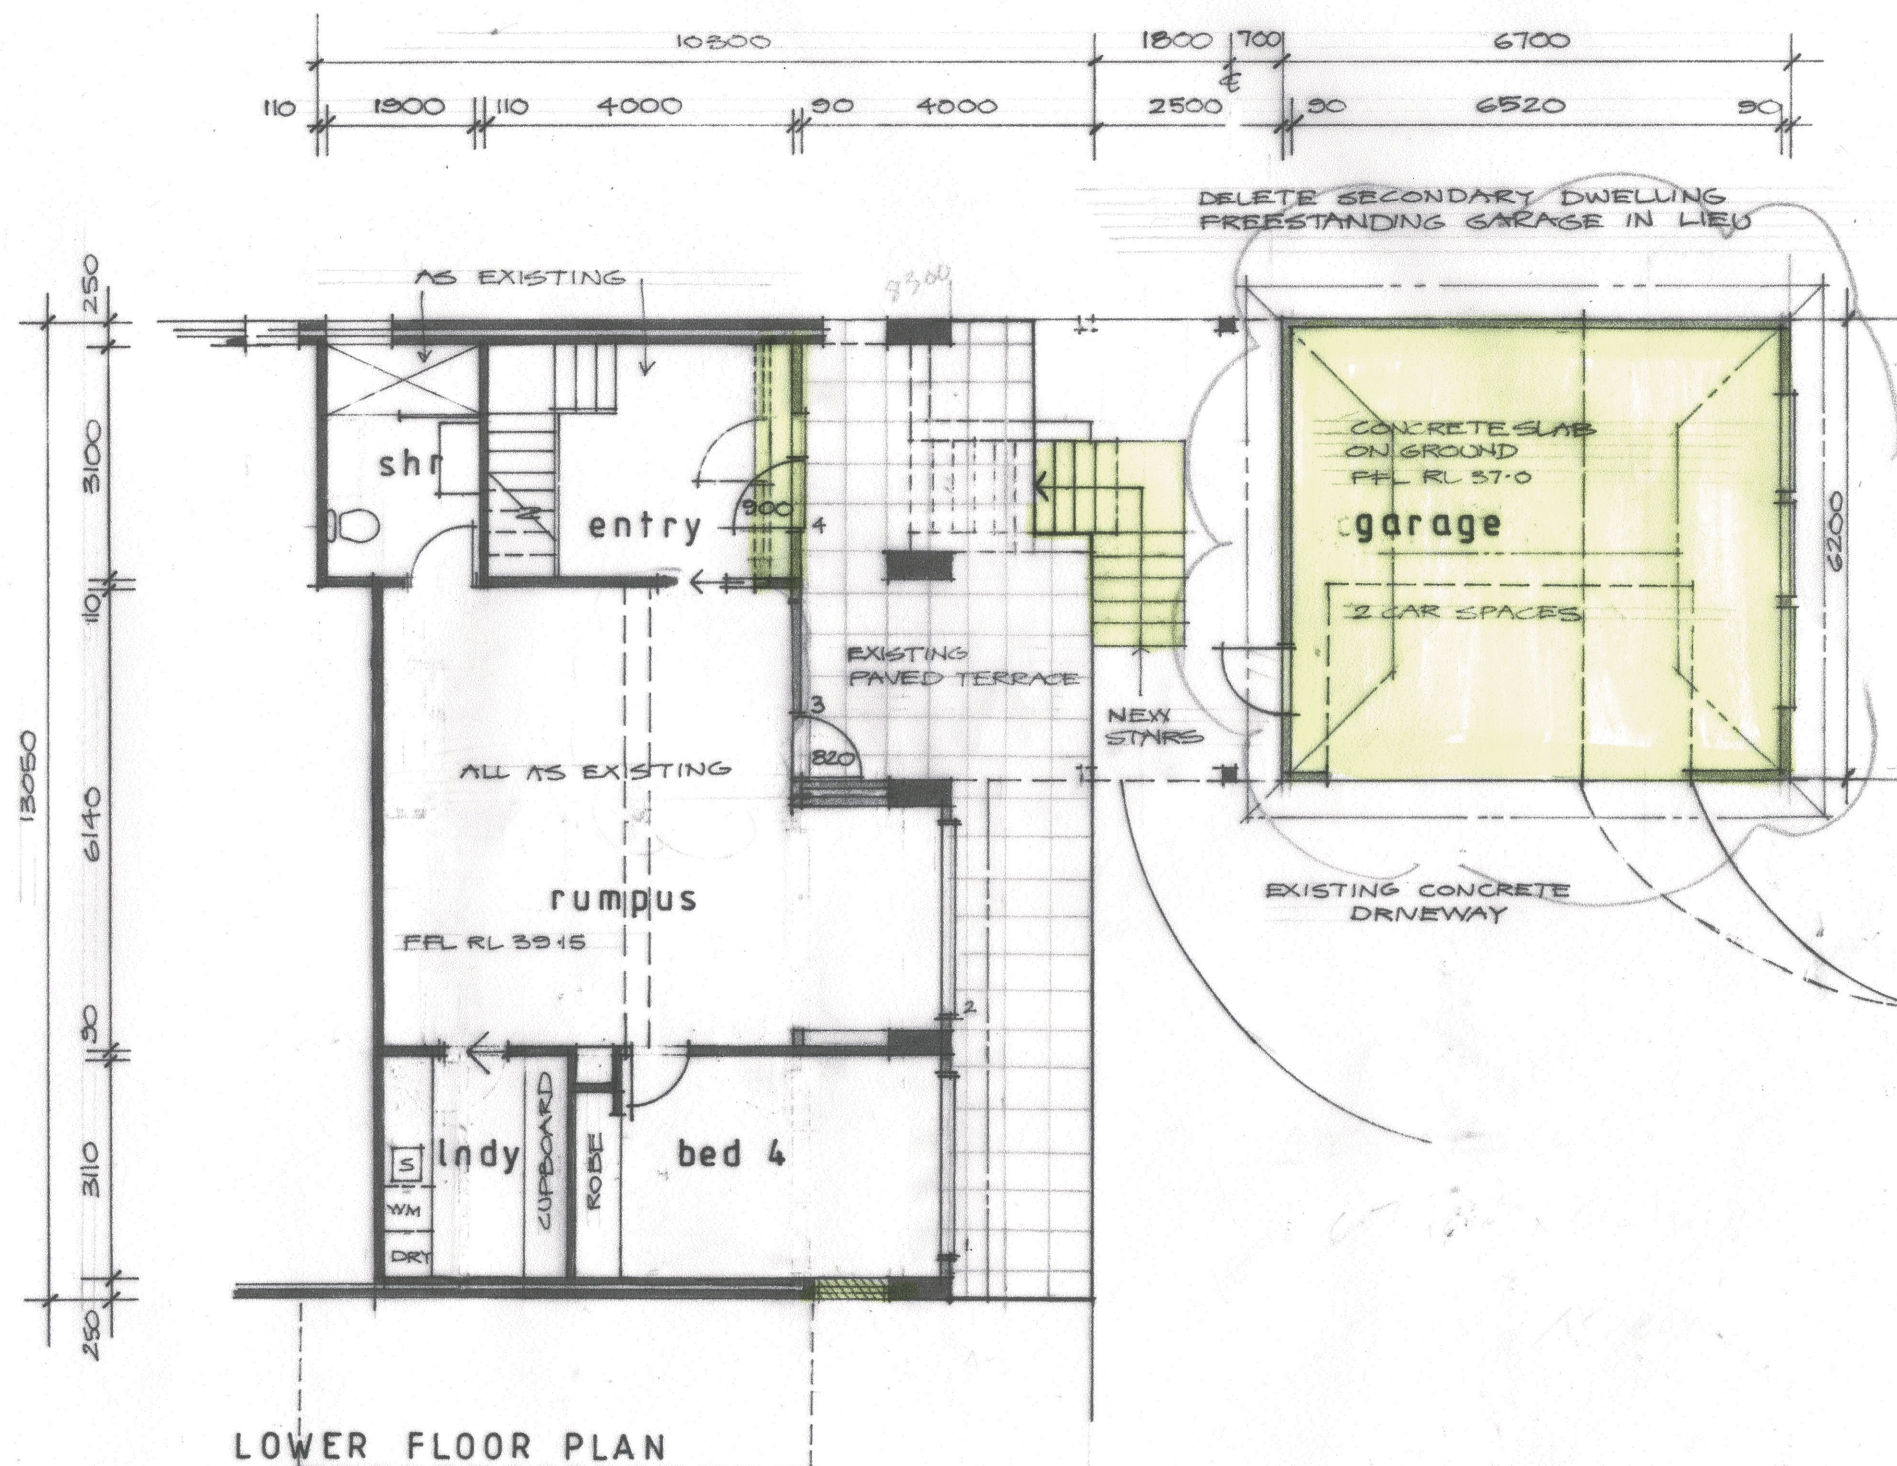 10300 1800 700 6700
110 1900 110 4000 90 4000 2500 90 6520 90
DELETE SECONDARY DWELLING
FREESTANDING GARAGE IN LIEU
AS EXISTING
8300
250
3100
110
6140
90
3110
250
13050
shr
entry
900
4
CONCRETE SLAB
ON GROUND
FFL RL 37.0
garage
2 CAR SPACES
6200
EXISTING
PAVED TERRACE
3
820
NEW
STAIRS
ALL AS EXISTING
rumpus
FFL RL 39.15
EXISTING CONCRETE
DRIVEWAY
2
lndy
CUPBOARD
ROBE
bed 4
S
WM
DRY
1
LOWER FLOOR PLAN